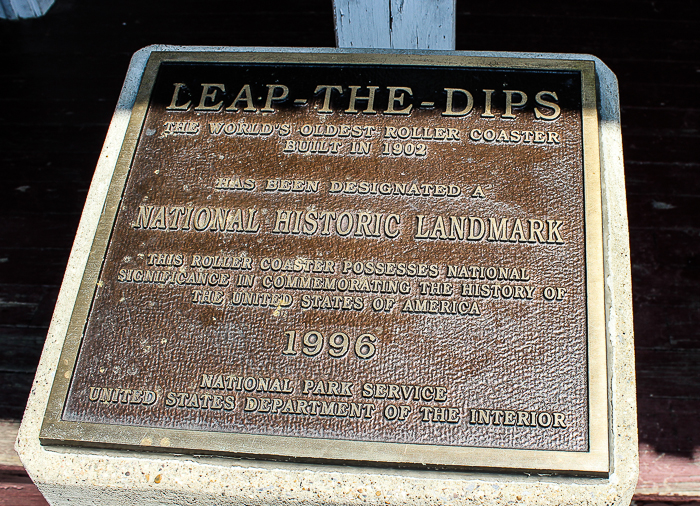 LEAP-THE-DIPS
THE WORLD'S OLDEST ROLLER COASTER
BUILT IN 1902
HAS BEEN DESIGNATED A
NATIONAL HISTORIC LANDMARK
THIS ROLLER COASTER POSSESSES NATIONAL
SIGNIFICANCE IN COMMEMORATING THE HISTORY OF
THE UNITED STATES OF AMERICA
1996
NATIONAL PARK SERVICE
UNITED STATES DEPARTMENT OF THE INTERIOR